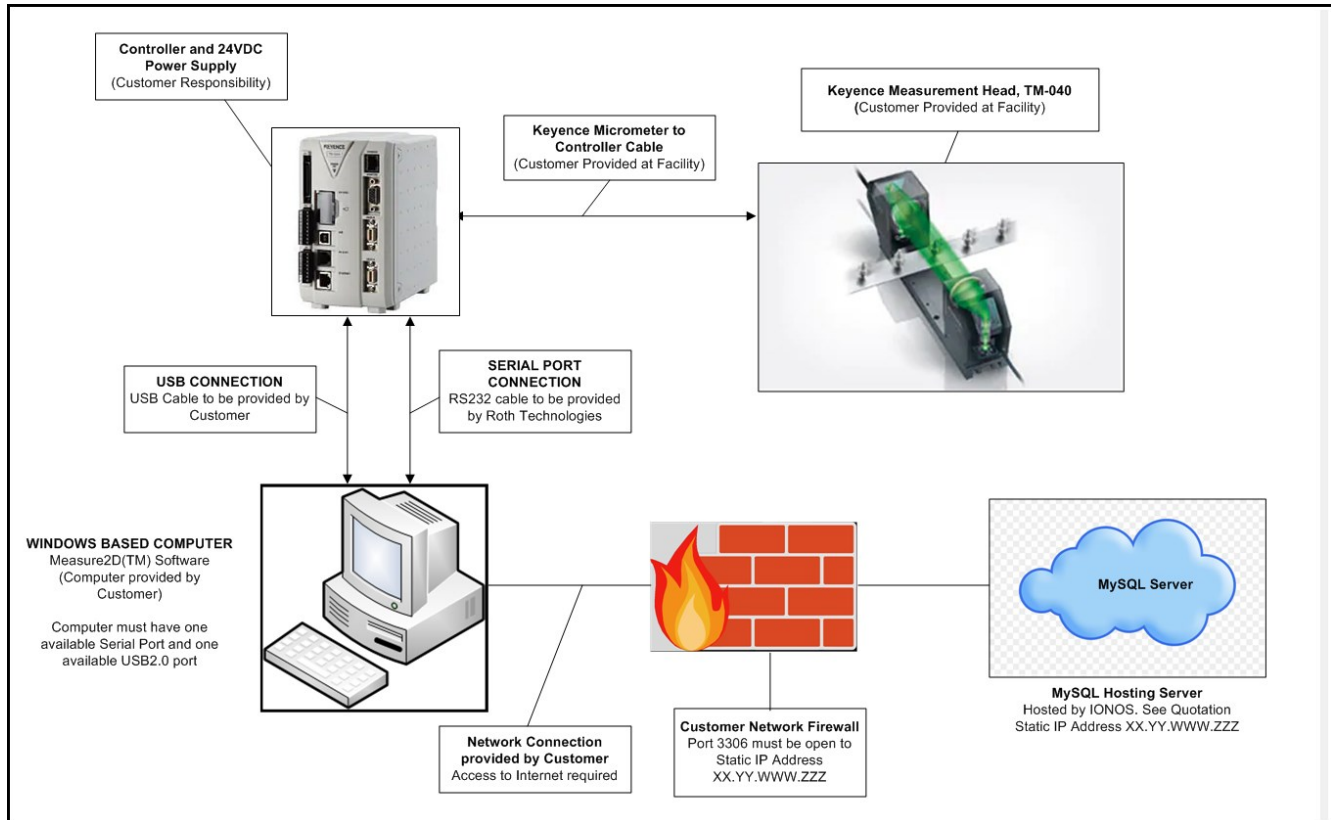 Controller and 24VDC
Power Supply
(Customer Responsibility)
Keyence Measurement Head, TM-040
(Customer Provided at Facility)
Keyence Micrometer to
Controller Cable
(Customer Provided at Facility)
KEYENCE
USB CONNECTION
USB Cable to be provided by
Customer
SERIAL PORT
CONNECTION
RS232 cable to be provided
by Roth Technologies
WINDOWS BASED COMPUTER
Measure2D(TM) Software
(Computer provided by
Customer)
Computer must have one
available Serial Port and one
available USB2.0 port
MySQL Server
MySQL Hosting Server
Hosted by IONOS. See Quotation
Static IP Address XX.YY.WWW.ZZZ
Network Connection
provided by Customer
Access to Internet required
Customer Network Firewall
Port 3306 must be open to
Static IP Address
XX.YY.WWW.ZZZ